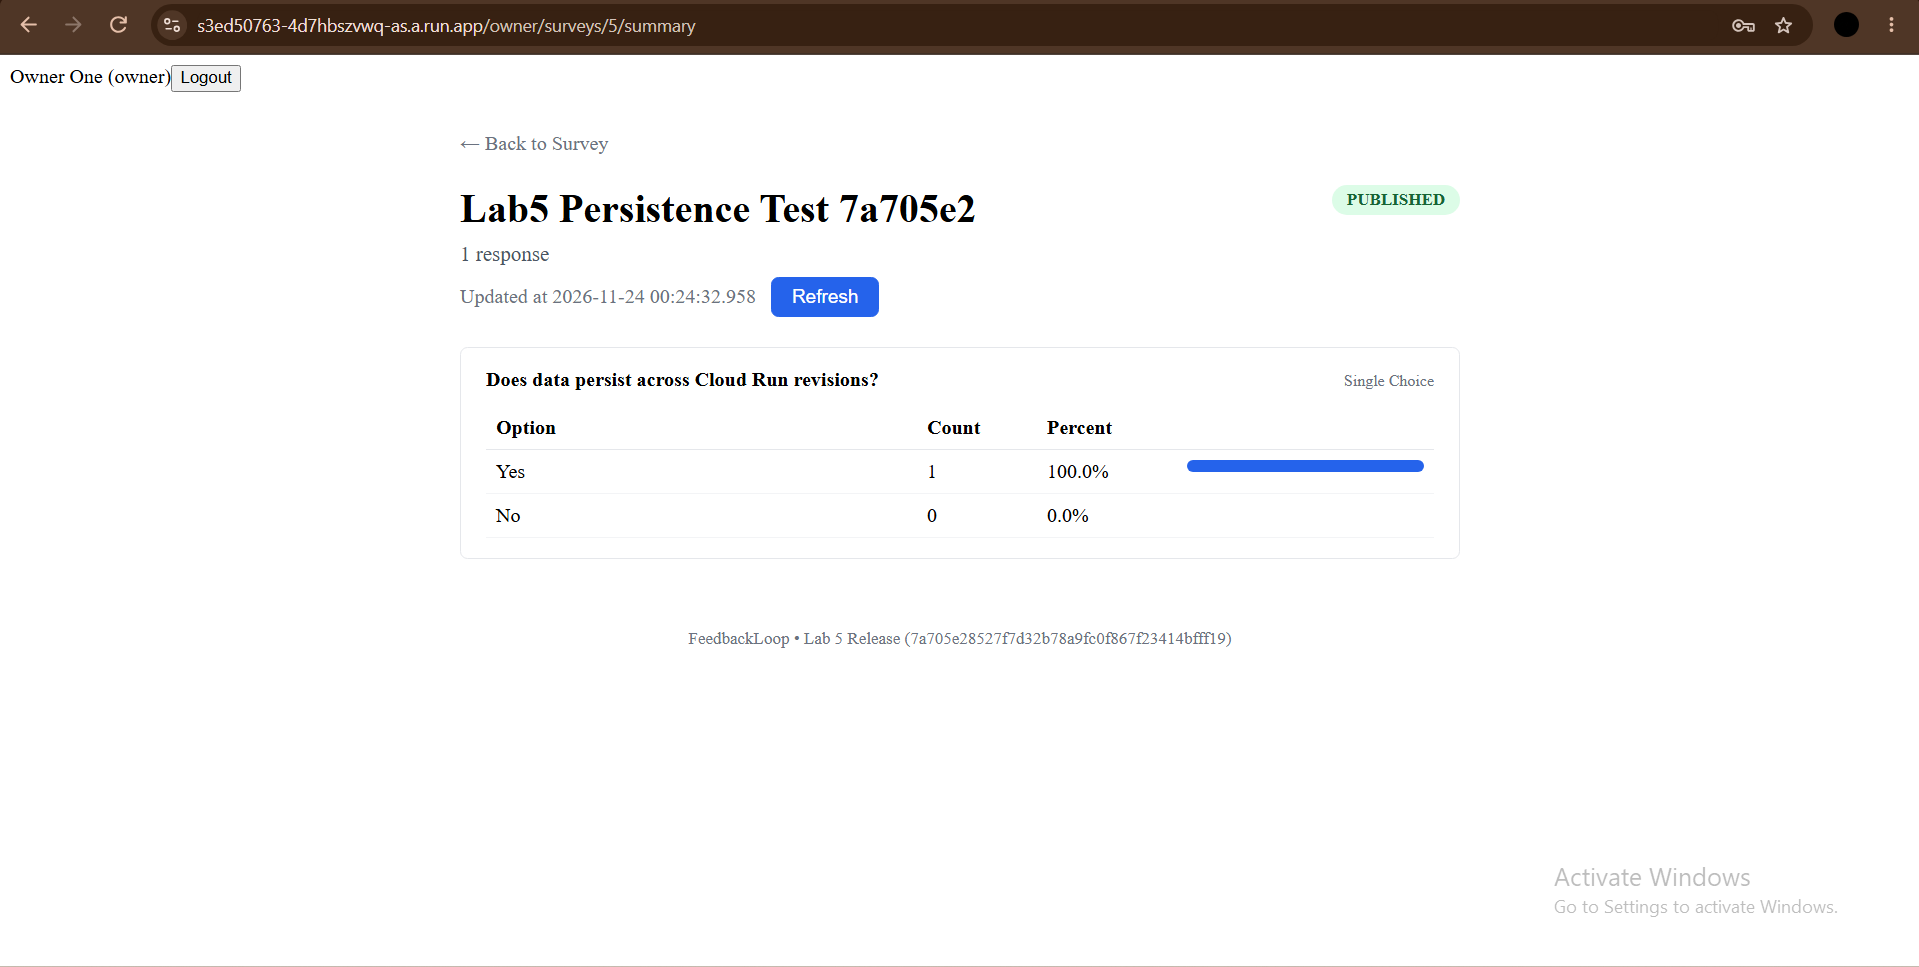 s3ed50763-4d7hbszvwq-as.a.run.app/owner/surveys/5/summary
Owner One (owner) Logout
← Back to Survey
Lab5 Persistence Test 7a705e2
PUBLISHED
1 response
Updated at 2026-11-24 00:24:32.958 Refresh
Does data persist across Cloud Run revisions? Single Choice
Option Count Percent
Yes 1 100.0%
No 0 0.0%
FeedbackLoop • Lab 5 Release (7a705e28527f7d32b78a9fc0f867f23414bfff19)
Activate Windows
Go to Settings to activate Windows.